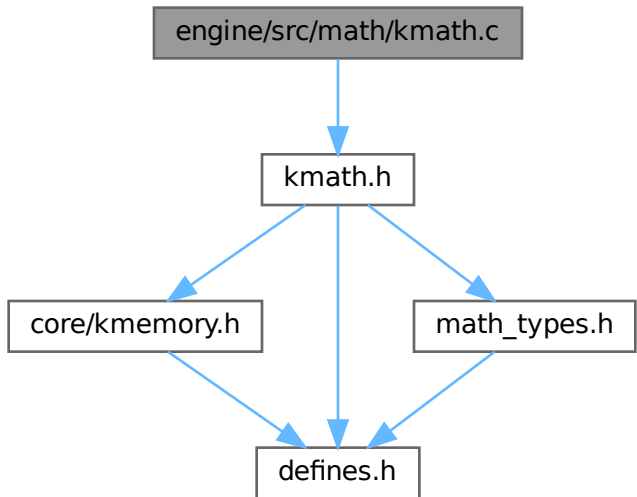 engine/src/math/kmath.c
kmath.h
core/kmemory.h
math_types.h
defines.h